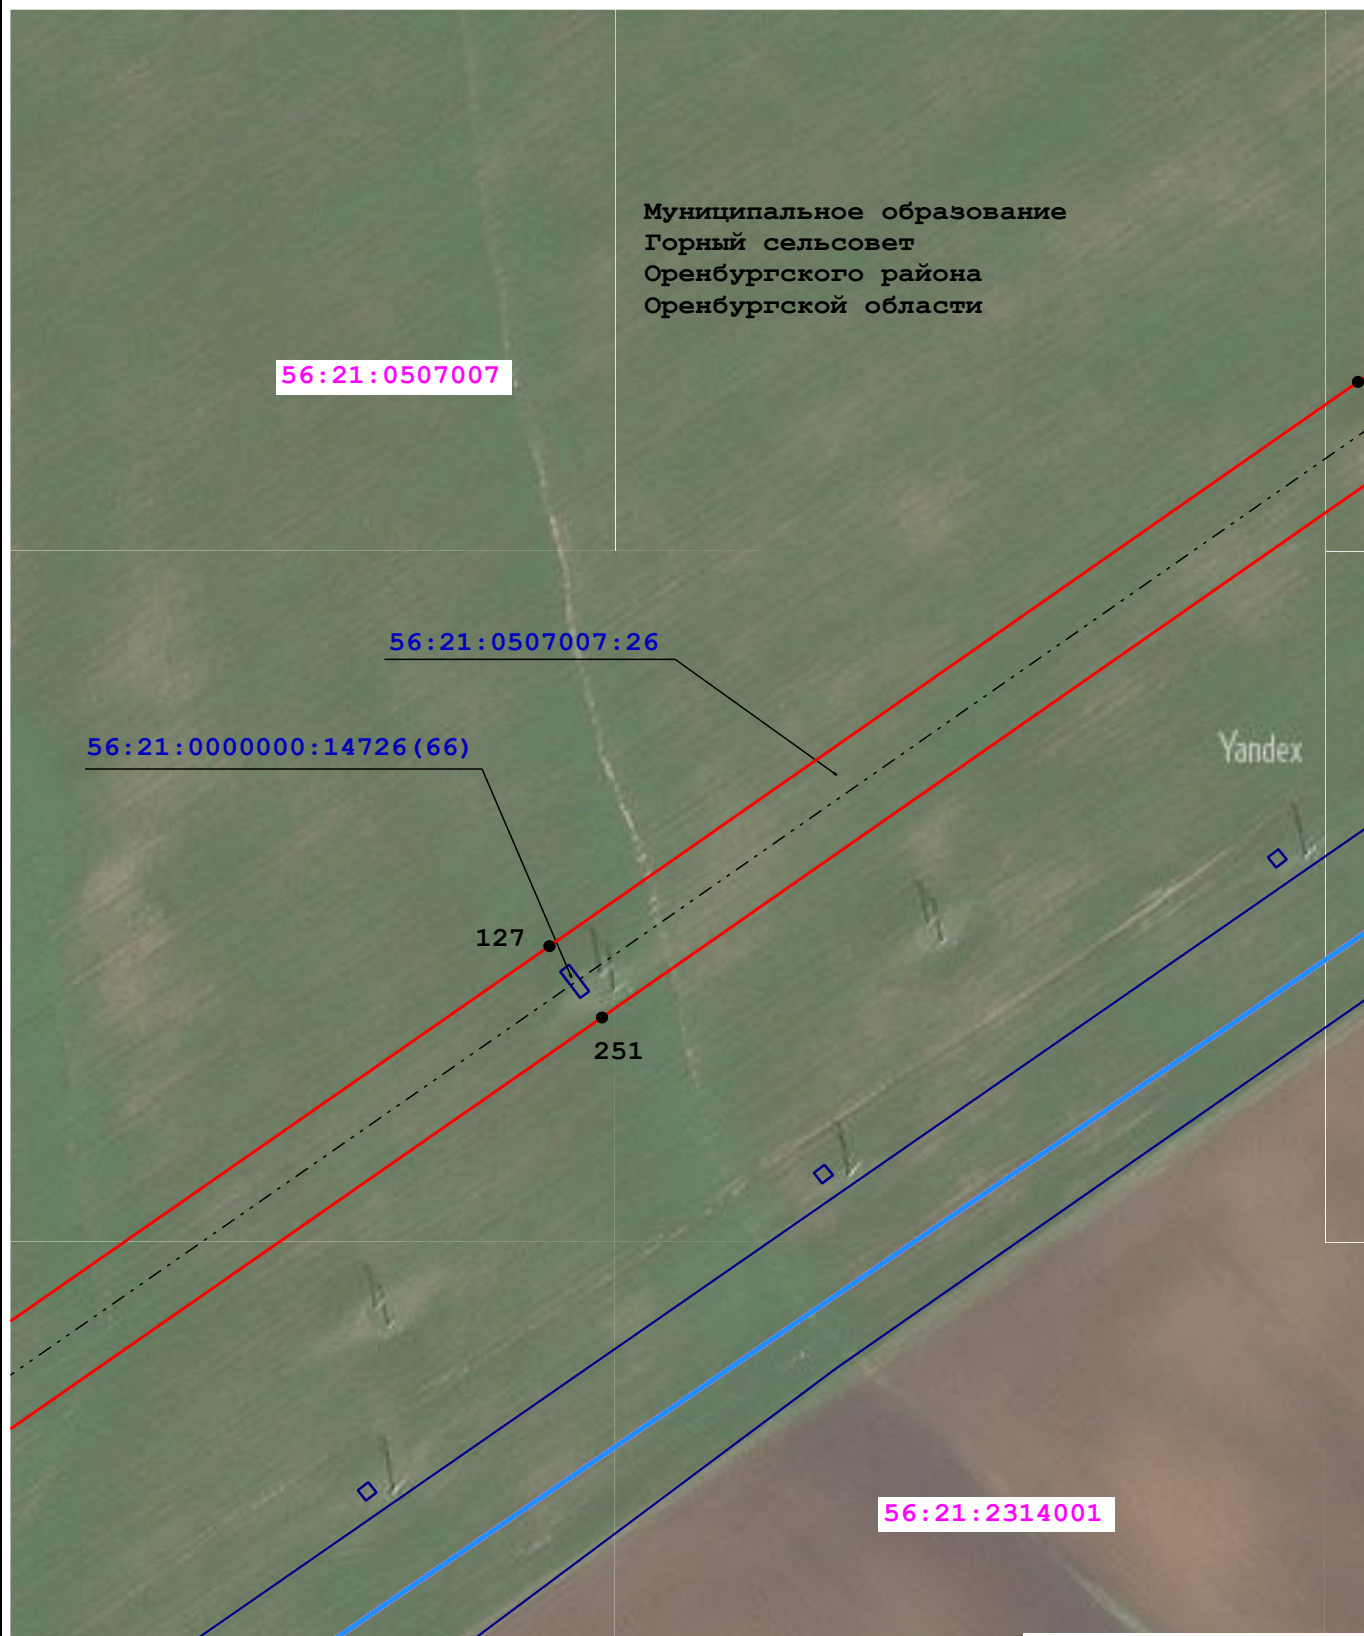 Муниципальное образование
Горный сельсовет
Оренбургского района
Оренбургской области
56:21:0507007
56:21:0507007:26
56:21:0000000:14726(66)
Yandex
127
251
56:21:2314001